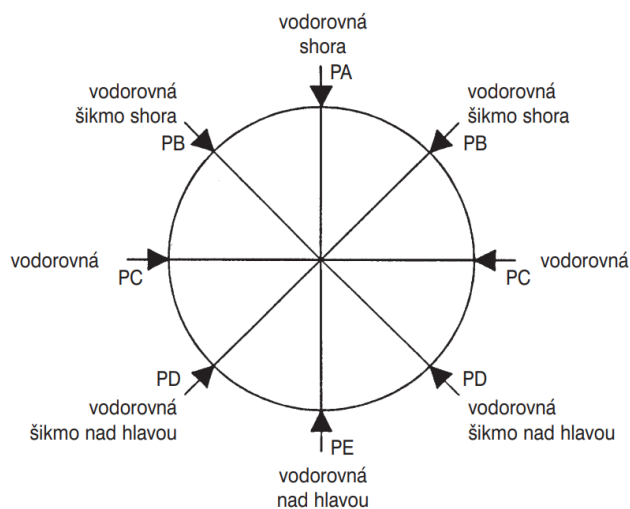 vodorovná
shora
PA
vodorovná
šikmo shora
PB
vodorovná
šikmo shora
PB
vodorovná
PC
vodorovná
PC
PD
vodorovná
šikmo nad hlavou
PD
vodorovná
šikmo nad hlavou
PE
vodorovná
nad hlavou